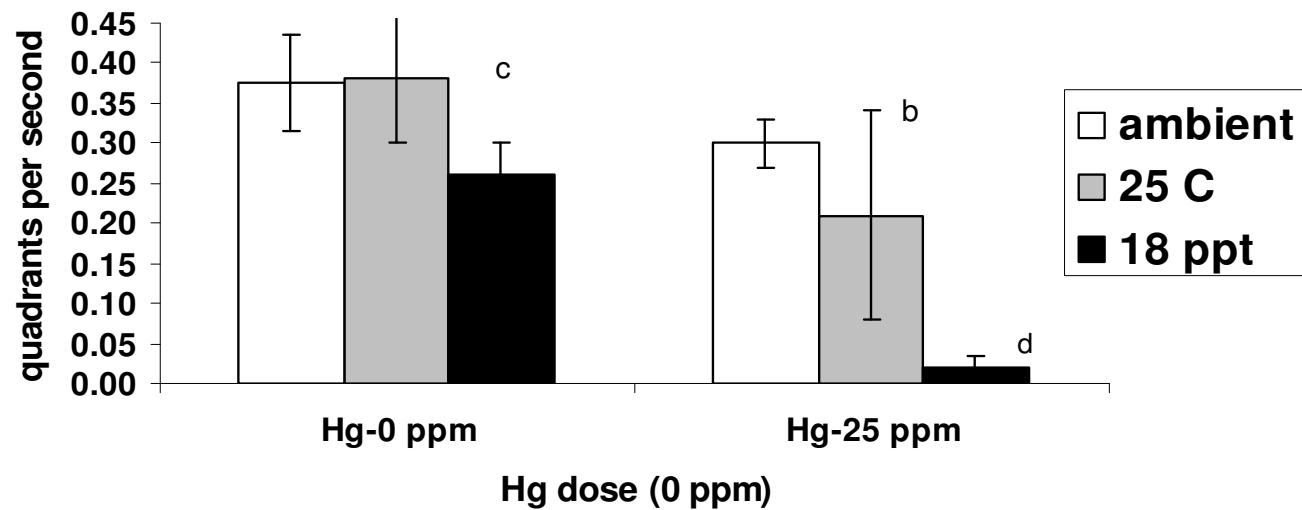 quadrants per second
0.45
0.40
0.35
0.30
0.25
0.20
0.15
0.10
0.05
0.00
c
b
d
Hg-0 ppm
Hg-25 ppm
Hg dose (0 ppm)
ambient
25 C
18 ppt